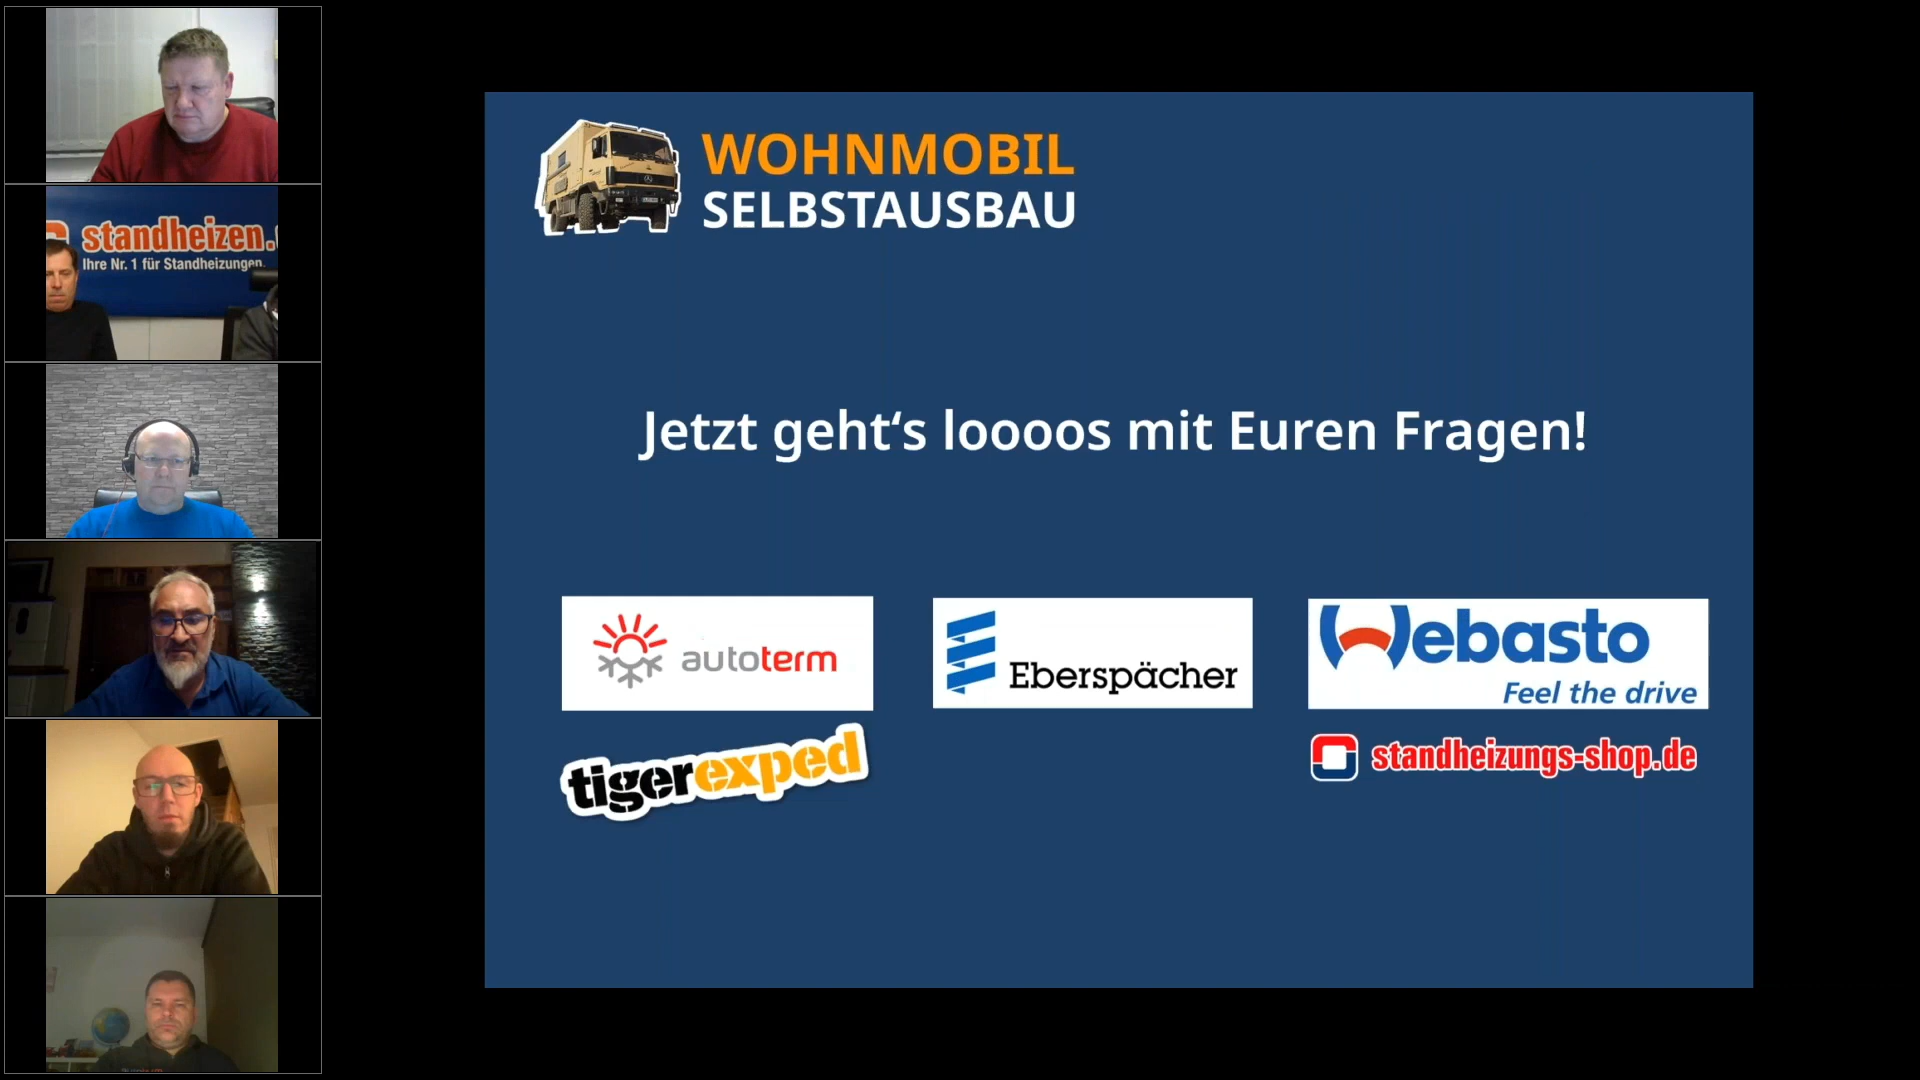 standheizen.
Ihre Nr. 1 für Standheizungen.
WOHNMOBIL
SELBSTAUSBAU
Jetzt geht‘s loooos mit Euren Fragen!
autoterm
Eberspächer
Webasto
Feel the drive
tigerexped
standheizungs-shop.de